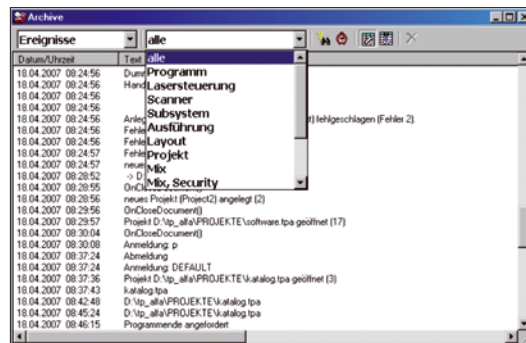 Archive
Ereignisse alle
Datum/Uhrzeit Text
alle
Programm
Lasersteuerung
Scanner
Subsystem
Ausführung
Layout
Projekt
Mix
Mix, Security
18.04.2007 08:24:56 Dum
18.04.2007 08:24:56 Hand
18.04.2007 08:24:56
18.04.2007 08:24:56
18.04.2007 08:24:56 Anleg t) fehlgeschlagen (Fehler 2).
18.04.2007 08:24:56 Fehle
18.04.2007 08:24:56 Fehle
18.04.2007 08:24:57 Fehle
18.04.2007 08:24:57 neue
18.04.2007 08:28:52 -> D
18.04.2007 08:28:55 OnCloseDocument()
18.04.2007 08:28:56 neues Projekt (Project2) angelegt (2)
18.04.2007 08:29:56 OnCloseDocument()
18.04.2007 08:29:57 Projekt D:\tp_alfa\PROJEKTE\software.tpa geöffnet (17)
18.04.2007 08:30:04 OnCloseDocument()
18.04.2007 08:30:08 Anmeldung: p
18.04.2007 08:37:24 Abmeldung
18.04.2007 08:37:24 Anmeldung: DEFAULT
18.04.2007 08:37:36 Projekt D:\tp_alfa\PROJEKTE\katalog.tpa geöffnet (3)
18.04.2007 08:37:43 katalog.tpa
18.04.2007 08:42:48 D:\tp_alfa\PROJEKTE\katalog.tpa
18.04.2007 08:45:24 D:\tp_alfa\PROJEKTE\katalog.tpa
18.04.2007 08:46:15 Programmende angefordert